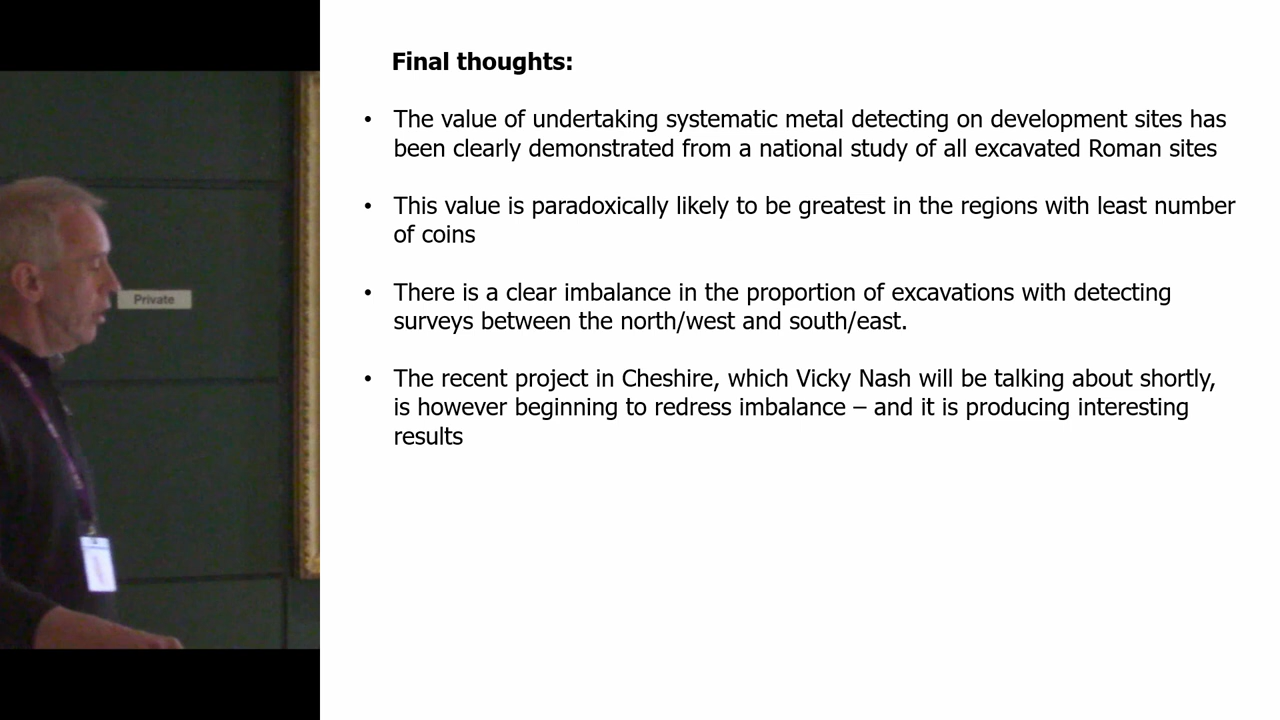 Final thoughts:
• The value of undertaking systematic metal detecting on development sites has
been clearly demonstrated from a national study of all excavated Roman sites
• This value is paradoxically likely to be greatest in the regions with least number
of coins
• There is a clear imbalance in the proportion of excavations with detecting
surveys between the north/west and south/east.
• The recent project in Cheshire, which Vicky Nash will be talking about shortly,
is however beginning to redress imbalance – and it is producing interesting
results
Private